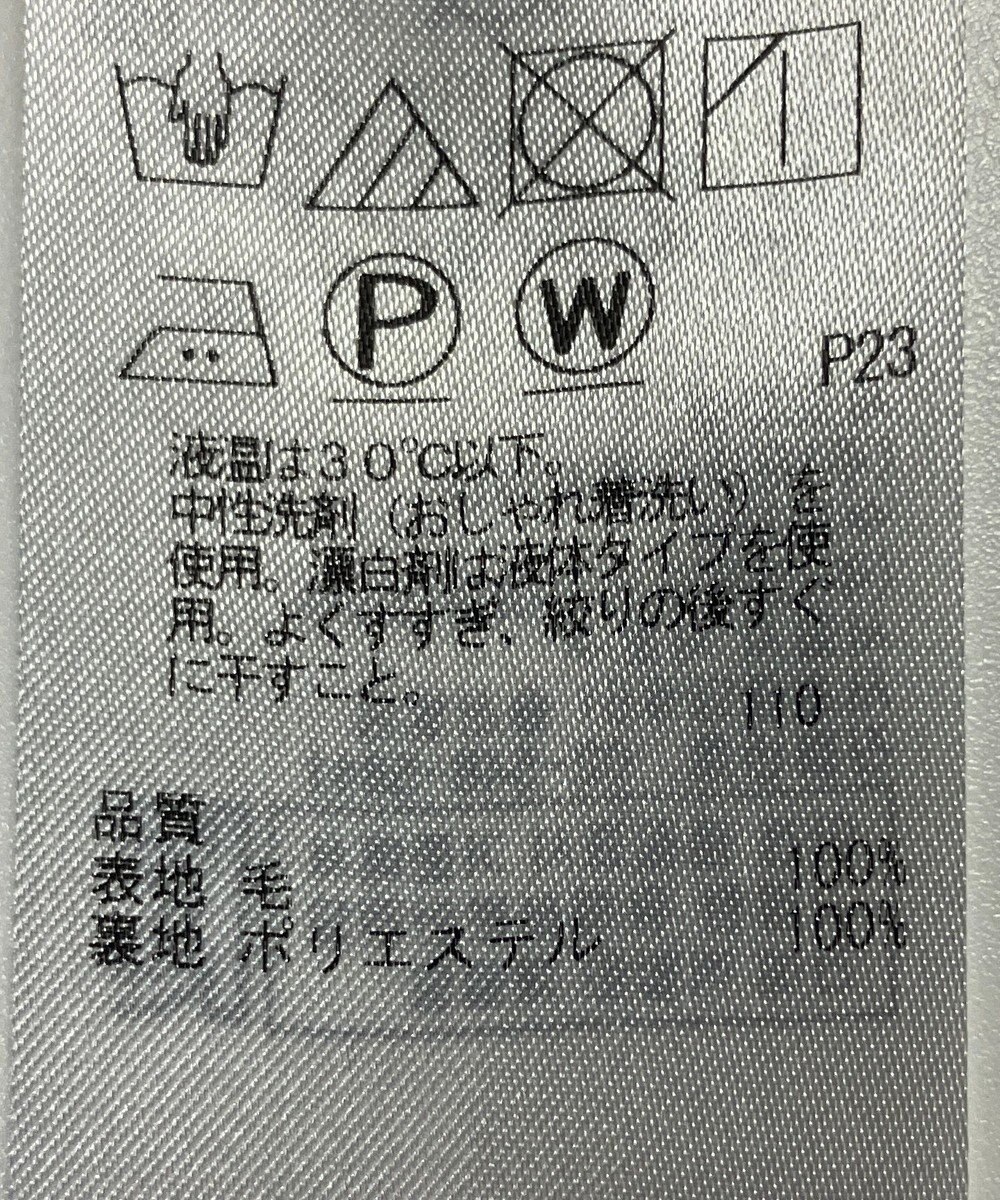 P W
P23
液温は30℃以下。
中性洗剤(おしゃれ着洗い)を
使用。漂白剤は液体タイプを使
用。よくすすぎ、絞りの後すぐ
に干すこと。
110
品質
表地 毛 100%
裏地 ポリエステル 100%